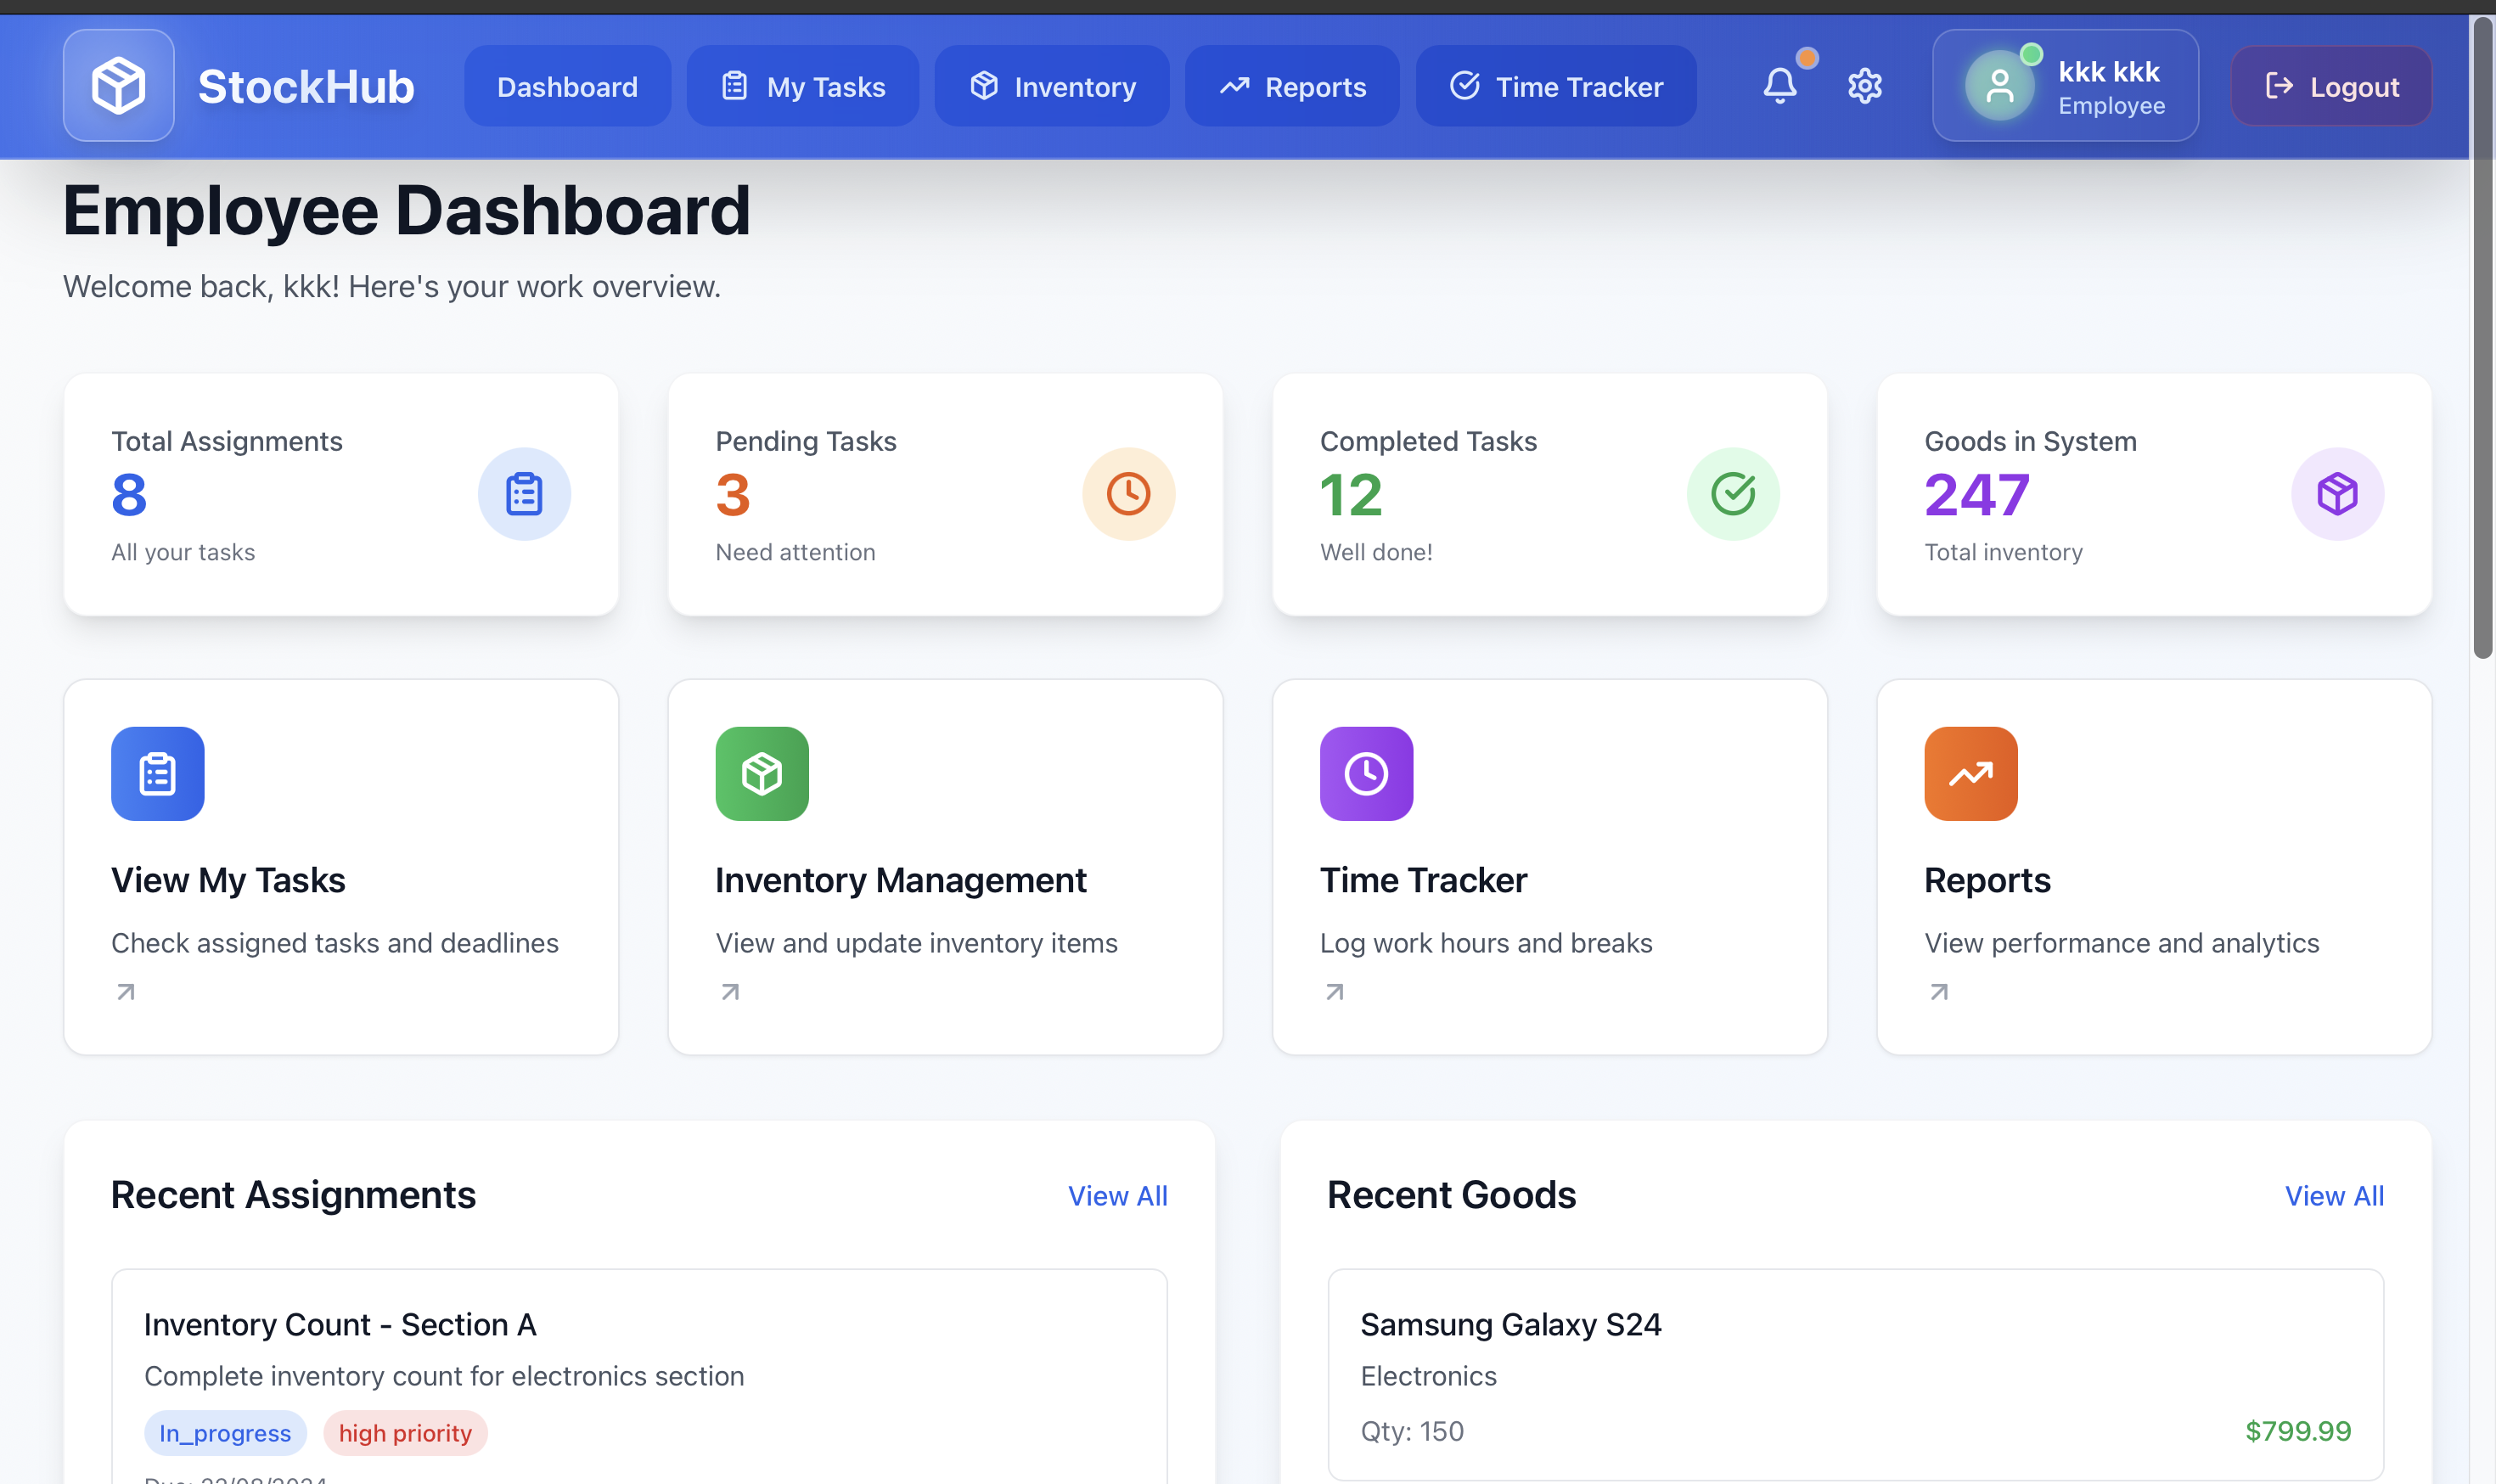 StockHub
Dashboard
My Tasks
Inventory
Reports
Time Tracker
kkk kkk
Employee
Logout
Employee Dashboard
Welcome back, kkk! Here's your work overview.
Total Assignments
8
All your tasks
Pending Tasks
3
Need attention
Completed Tasks
12
Well done!
Goods in System
247
Total inventory
View My Tasks
Check assigned tasks and deadlines
Inventory Management
View and update inventory items
Time Tracker
Log work hours and breaks
Reports
View performance and analytics
Recent Assignments
View All
Inventory Count - Section A
Complete inventory count for electronics section
In_progress
high priority
Recent Goods
View All
Samsung Galaxy S24
Electronics
Qty: 150
$799.99